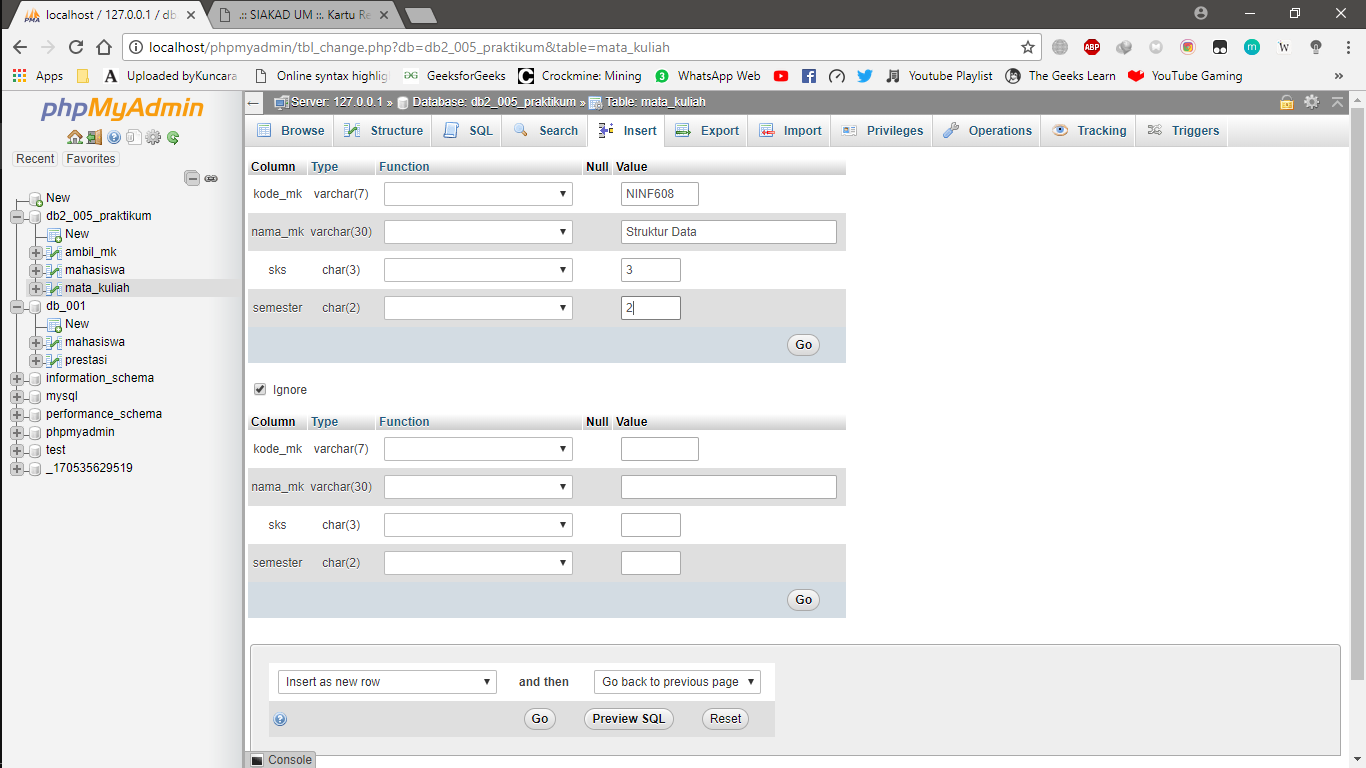 localhost / 127.0.0.1 / db
.:: SIAKAD UM ::. Kartu Re
localhost/phpmyadmin/tbl_change.php?db=db2_005_praktikum&table=mata_kuliah
Apps Uploaded byKuncara Online syntax highlig GeeksforGeeks Crockmine: Mining WhatsApp Web Youtube Playlist The Geeks Learn YouTube Gaming »
phpMyAdmin
Recent Favorites
New
db2_005_praktikum
New
ambil_mk
mahasiswa
mata_kuliah
db_001
New
mahasiswa
prestasi
information_schema
mysql
performance_schema
phpmyadmin
test
_170535629519
Server: 127.0.0.1 » Database: db2_005_praktikum » Table: mata_kuliah
Browse Structure SQL Search Insert Export Import Privileges Operations Tracking Triggers
Column Type Function Null Value
kode_mk varchar(7) NINF608
nama_mk varchar(30) Struktur Data
sks char(3) 3
semester char(2) 2
Go
Ignore
Column Type Function Null Value
kode_mk varchar(7)
nama_mk varchar(30)
sks char(3)
semester char(2)
Go
Insert as new row and then Go back to previous page
Go Preview SQL Reset
Console